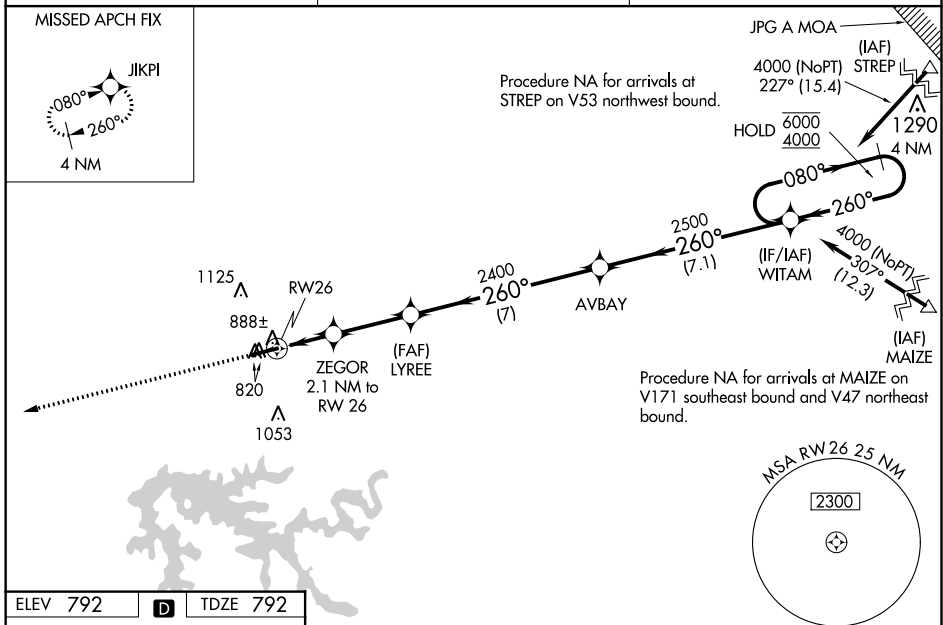 MISSED APCH FIX
JIKPI
080°
260°
4 NM
JPG A MOA
(IAF)
STREP
4000 (NoPT)
227° (15.4)
Procedure NA for arrivals at
STREP on V53 northwest bound.
HOLD 6000
4000
1290
4 NM
080°
260°
2500
260°
(7.1)
(IF/IAF)
WITAM
4000 (NoPT)
307°
(12.3)
(IAF)
MAIZE
2400
260°
(7)
AVBAY
1125
RW26
888±
(FAF)
LYREE
ZEGOR
2.1 NM to
RW 26
820
1053
Procedure NA for arrivals at MAIZE on
V171 southeast bound and V47 northeast
bound.
MSA RW26 25 NM
2300
ELEV 792 D TDZE 792